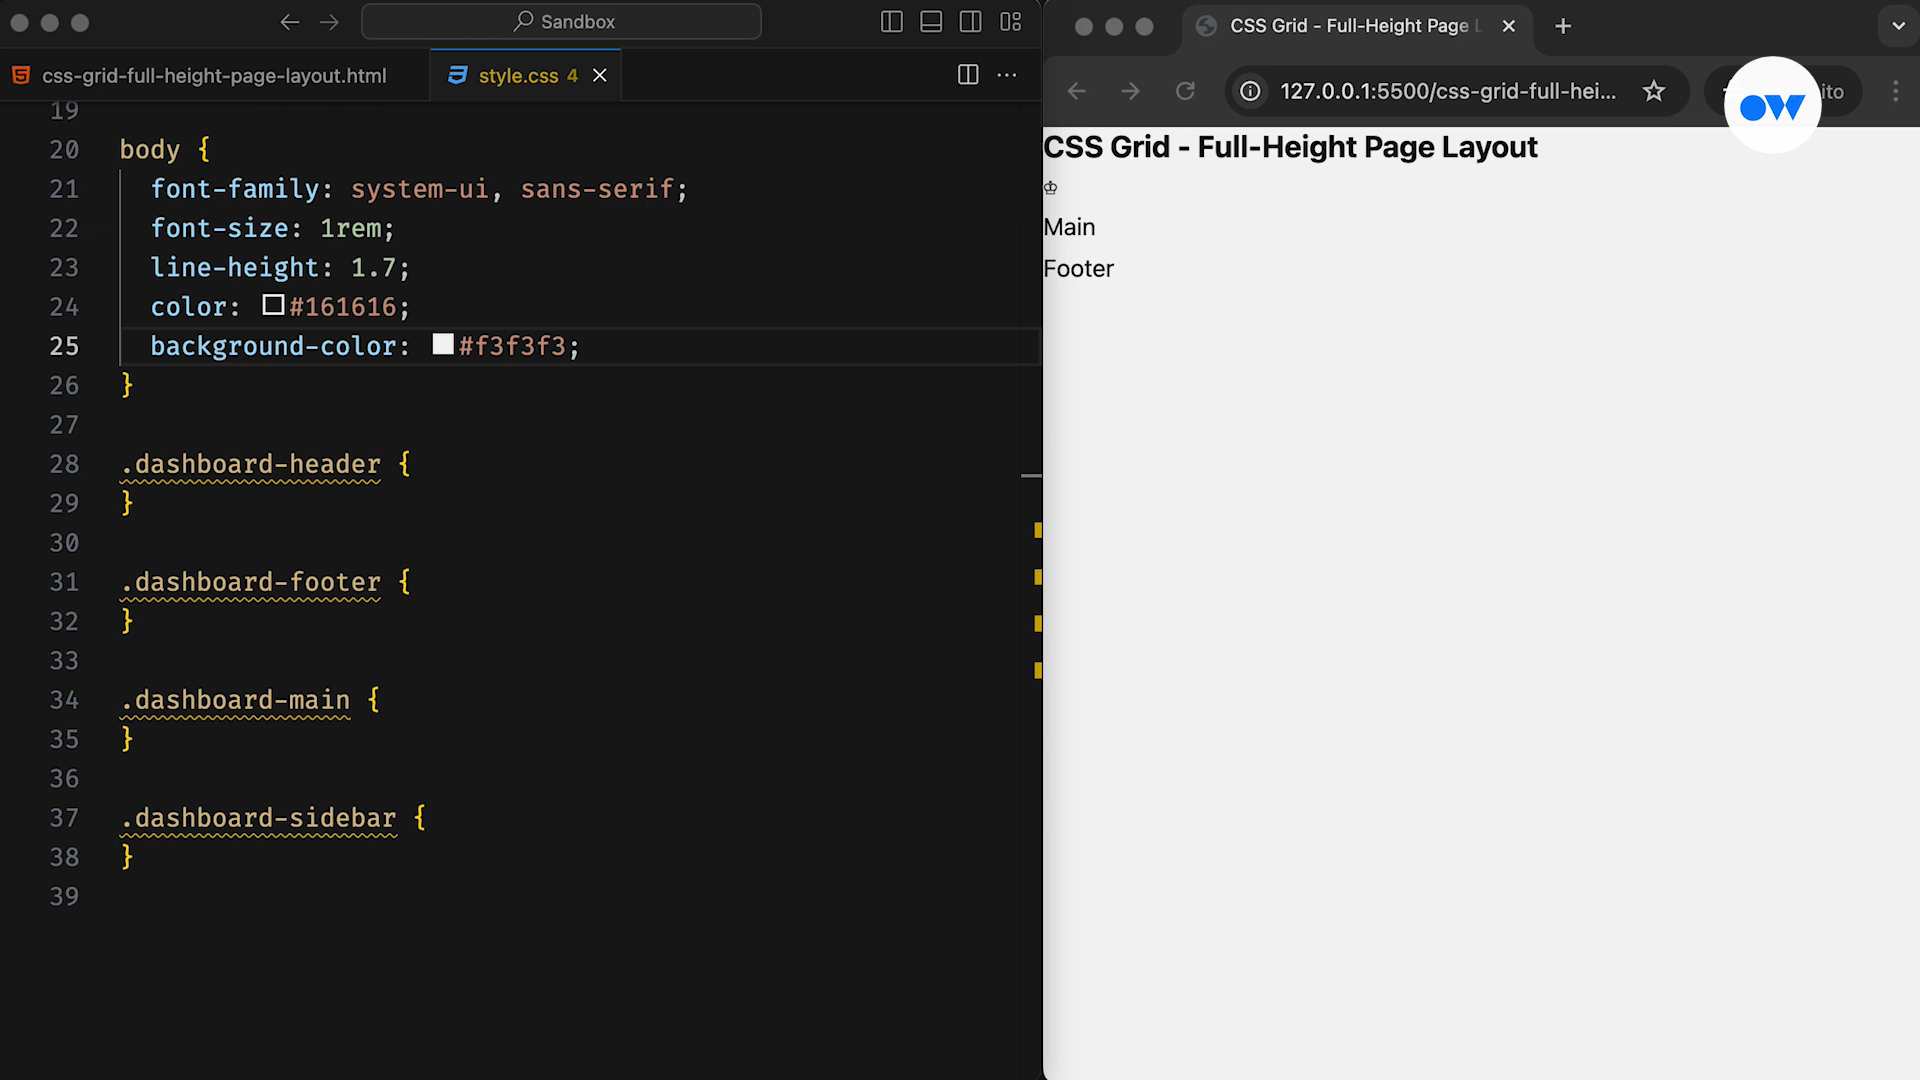 Sandbox
css-grid-full-height-page-layout.html
style.css 4
19
20 body {
21 font-family: system-ui, sans-serif;
22 font-size: 1rem;
23 line-height: 1.7;
24 color: #161616;
25 background-color: #f3f3f3;
26 }
27
28 .dashboard-header {
29 }
30
31 .dashboard-footer {
32 }
33
34 .dashboard-main {
35 }
36
37 .dashboard-sidebar {
38 }
39
CSS Grid - Full-Height Page L
127.0.0.1:5500/css-grid-full-hei...
ito
OW
CSS Grid - Full-Height Page Layout
♔
Main
Footer